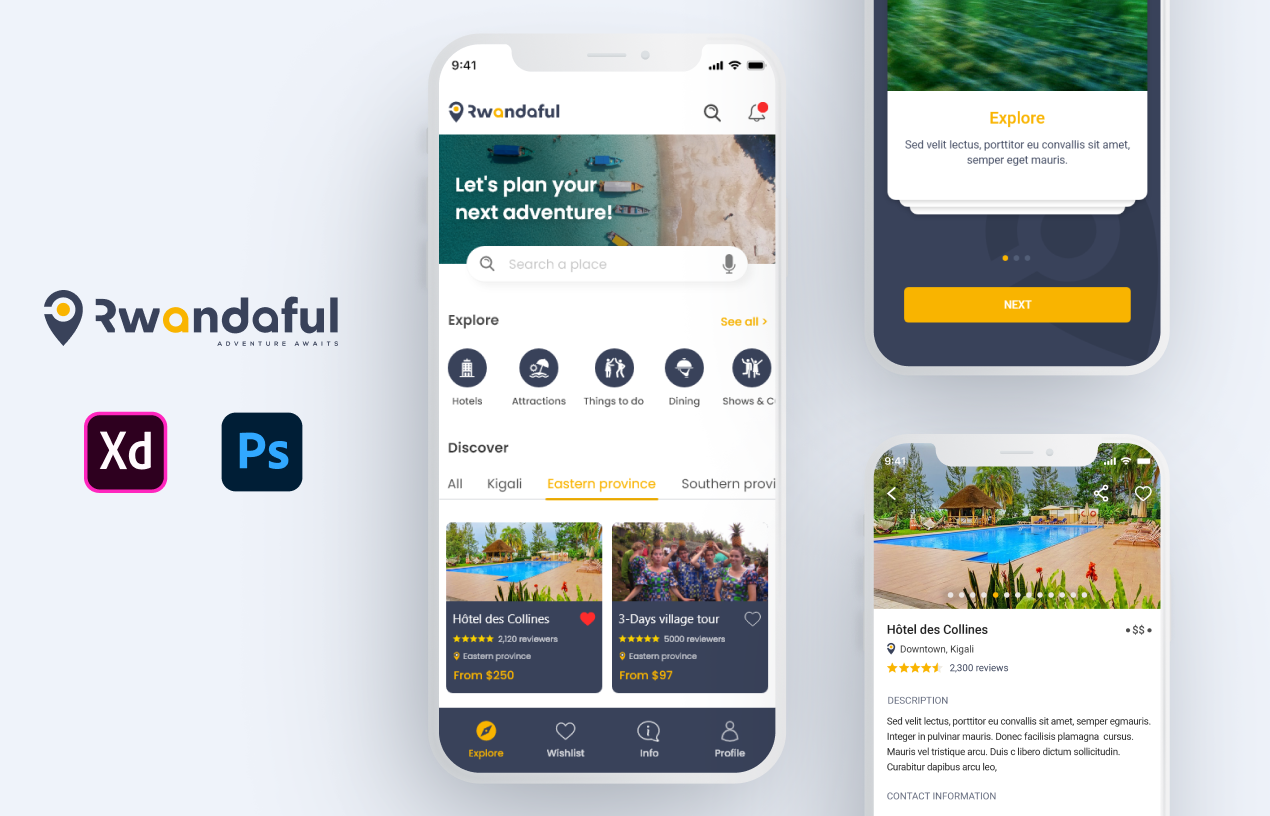 Rwandaful
ADVENTURE AWAITS
Xd
Ps
9:41
Rwandaful
Let's plan your
next adventure!
Search a place
Explore
See all >
Hotels
Attractions
Things to do
Dining
Shows & C
Discover
All
Kigali
Eastern province
Southern provi
Hôtel des Collines
2,120 reviewers
Eastern province
From $250
3-Days village tour
5000 reviewers
Eastern province
From $97
Explore
Wishlist
Info
Profile
Explore
Sed velit lectus, porttitor eu convallis sit amet,
semper eget mauris.
NEXT
9:41
Hôtel des Collines
•$$•
Downtown, Kigali
2,300 reviews
DESCRIPTION
Sed velit lectus, porttitor eu convallis sit amet, semper egmauris.
Integer in pulvinar mauris. Donec facilisis plamagna cursus.
Mauris vel tristique arcu. Duis c libero dictum sollicitudin.
Curabitur dapibus arcu leo,
CONTACT INFORMATION